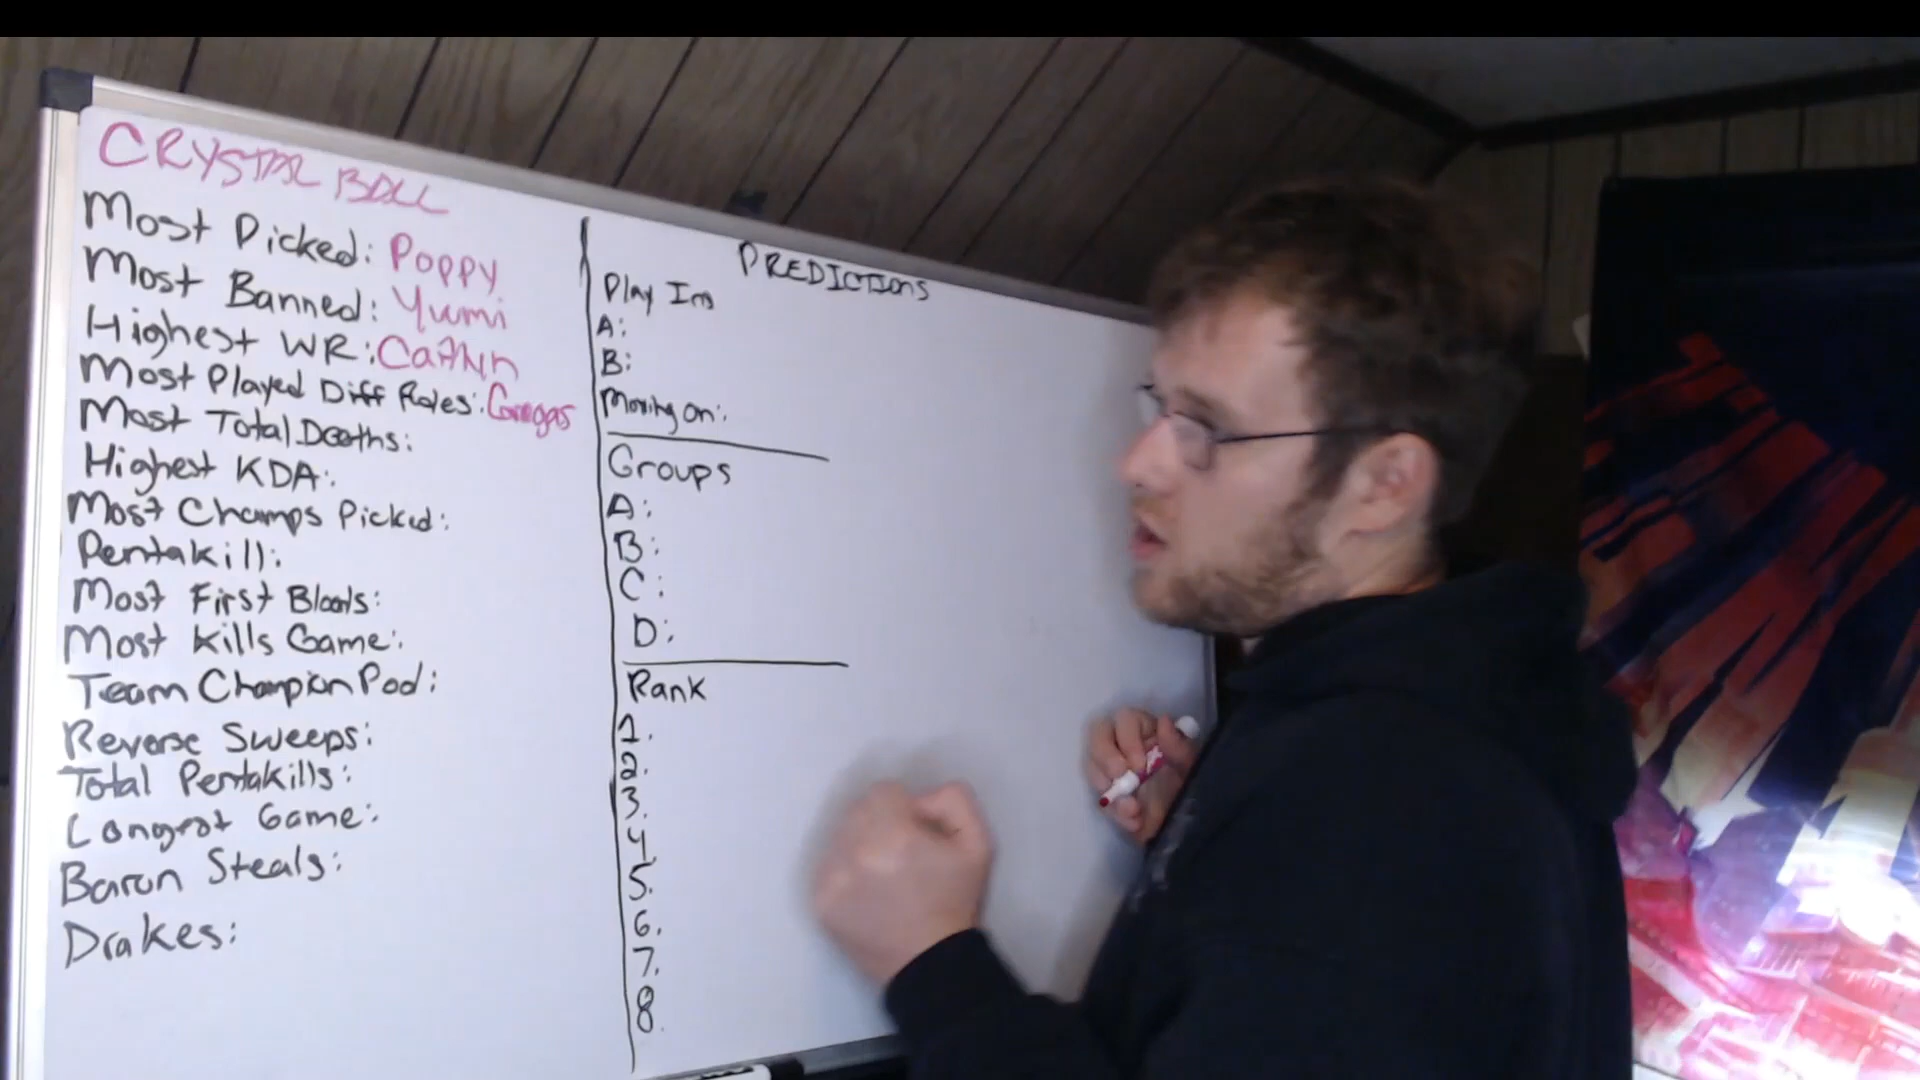 CRYSTAL BALL
Most Picked: Poppy
Most Banned: Yumi
Highest WR: Caitlyn
Most Played Diff Roles: Gragas
Most Total Deaths:
Highest KDA:
Most Champs Picked:
Pentakill:
Most First Bloods:
Most Kills Game:
Team Champion Pod:
Reverse Sweeps:
Total Pentakills:
Longest Game:
Baron Steals:
Drakes:
PREDICTIONS
Play Ins
A:
B:
Moving on:
Groups
A:
B:
C:
D:
Rank
1.
2.
3.
4.
5.
6.
7.
8.